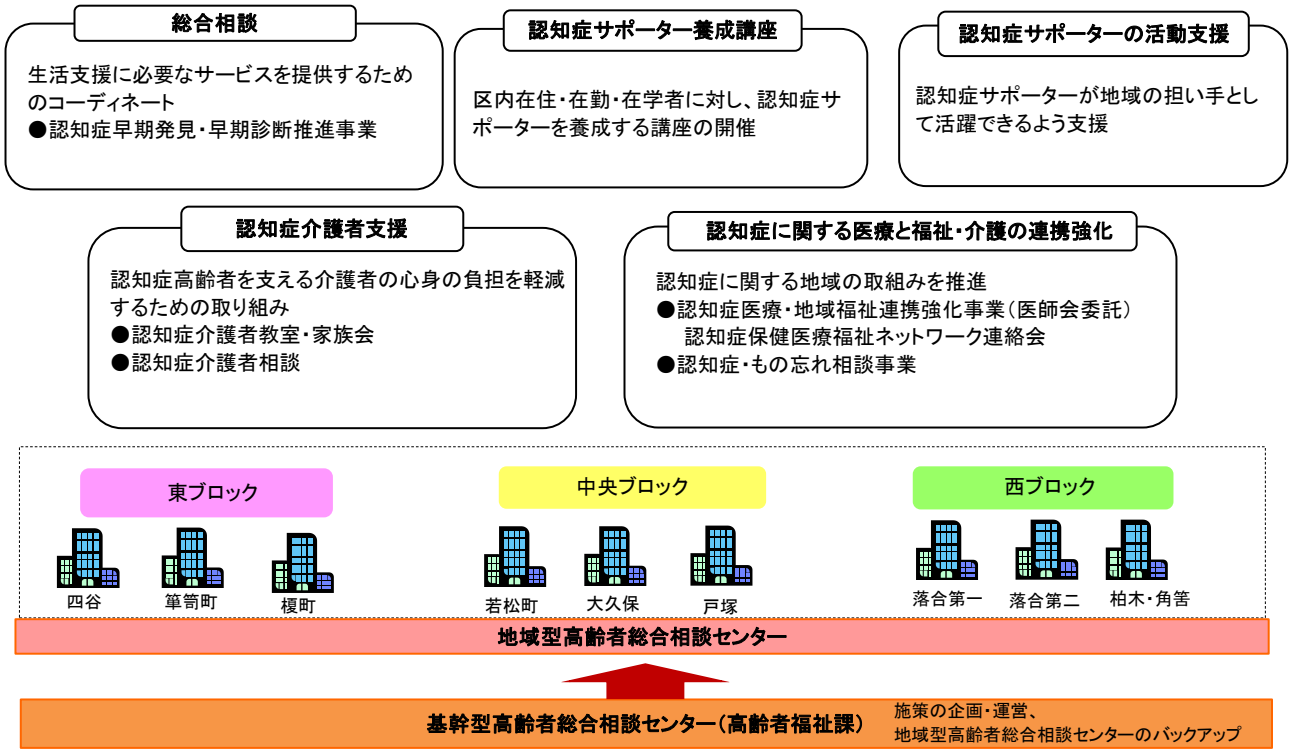 総合相談
生活支援に必要なサービスを提供するため
のコーディネート
●認知症早期発見・早期診断推進事業
認知症サポーター養成講座
区内在住・在勤・在学者に対し、認知症サ
ポーターを養成する講座の開催
認知症サポーターの活動支援
認知症サポーターが地域の担い手とし
て活躍できるよう支援
認知症介護者支援
認知症高齢者を支える介護者の心身の負担を軽減
するための取り組み
●認知症介護者教室・家族会
●認知症介護者相談
認知症に関する医療と福祉・介護の連携強化
認知症に関する地域の取組みを推進
●認知症医療・地域福祉連携強化事業（医師会委託）
認知症保健医療福祉ネットワーク連絡会
●認知症・もの忘れ相談事業
東ブロック
中央ブロック
西ブロック
四谷
箪笥町
榎町
若松町
大久保
戸塚
落合第一
落合第二
柏木・角筈
地域型高齢者総合相談センター
基幹型高齢者総合相談センター（高齢者福祉課）
施策の企画・運営、
地域型高齢者総合相談センターのバックアップ